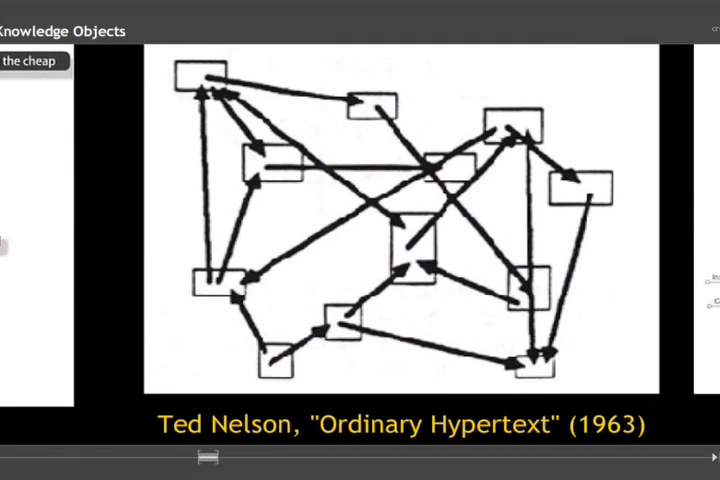 Knowledge Objects
the cheap
Ted Nelson, "Ordinary Hypertext" (1963)